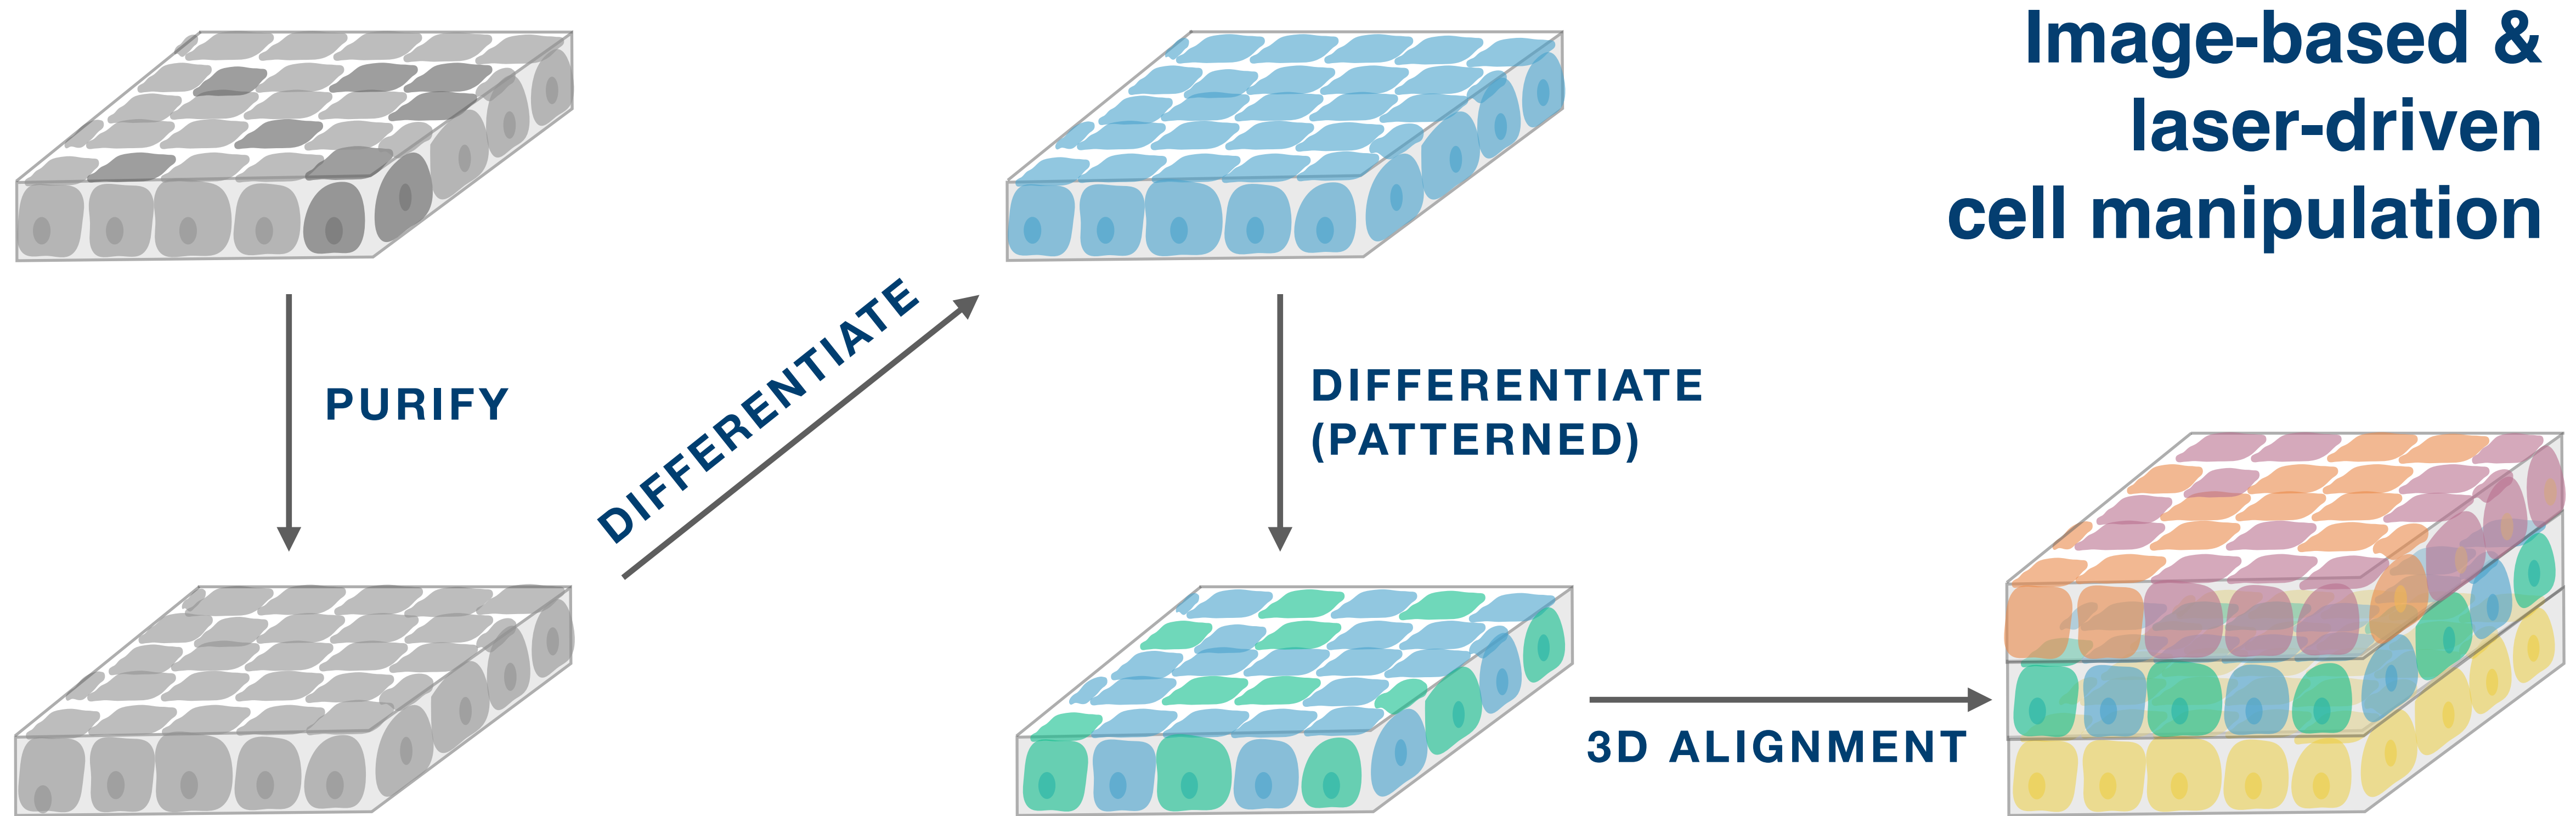 Image-based &
laser-driven
cell manipulation
PURIFY
DIFFERENTIATE
DIFFERENTIATE
(PATTERNED)
3D ALIGNMENT